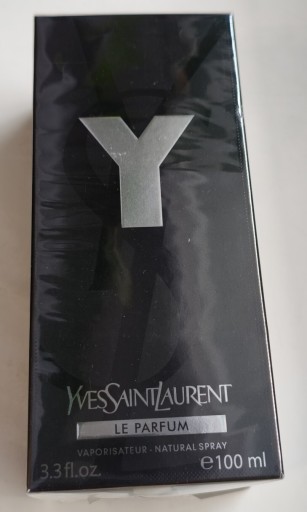 Y
YVESSAINTLAURENT
LE PARFUM
VAPORISATEUR - NATURAL SPRAY
3.3 fl.oz. ℮100 ml